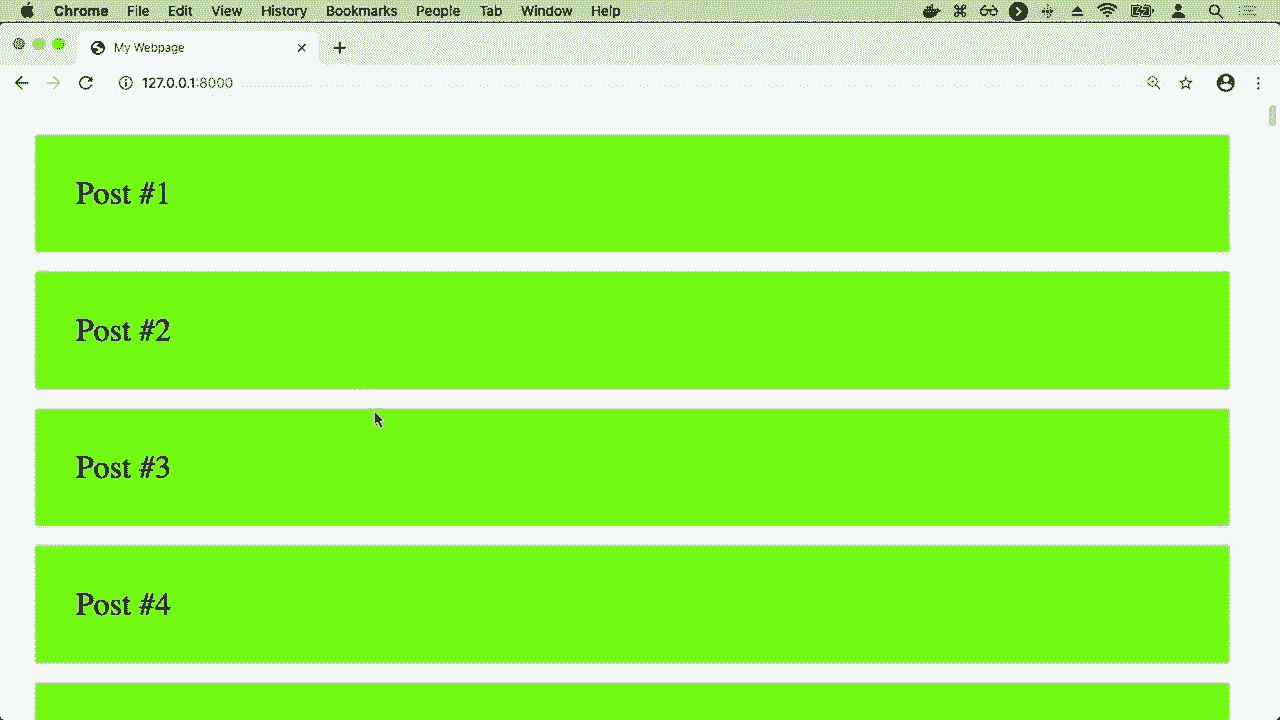 Chrome File Edit View History Bookmarks People Tab Window Help
My Webpage
127.0.0.1:8000
Post #1
Post #2
Post #3
Post #4